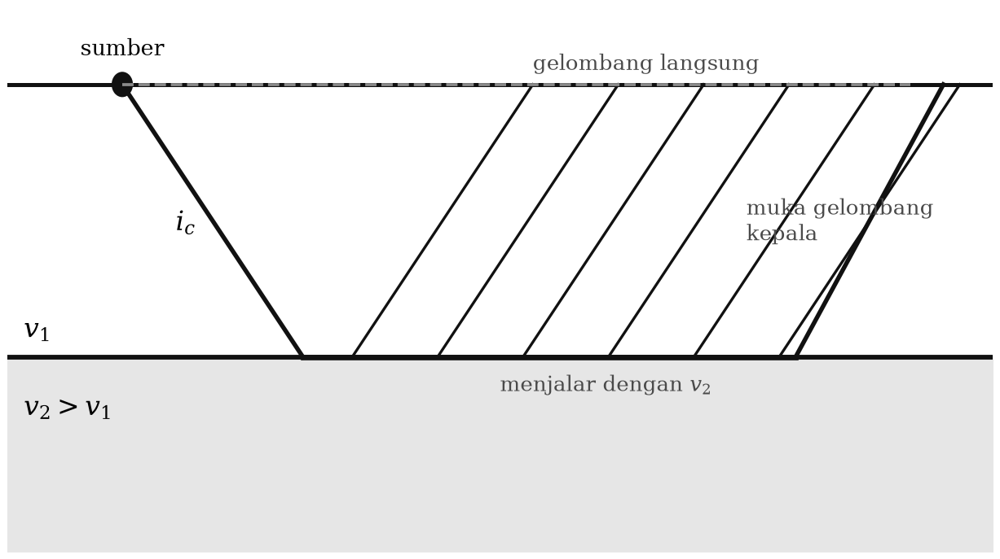 sumber
gelombang langsung
i_c
muka gelombang
kepala
v_1
menjalar dengan v_2
v_2 > v_1